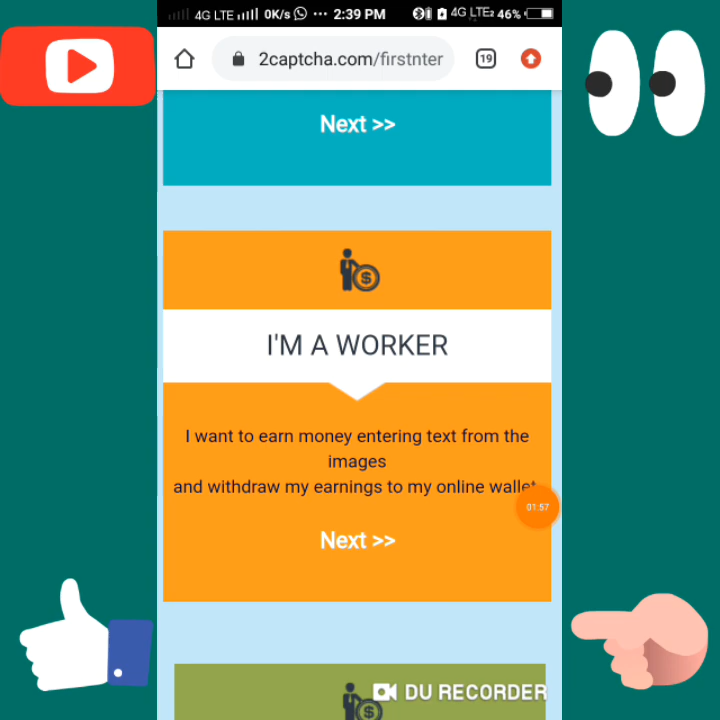 4G LTE 0K/s ... 2:39 PM 4G LTE2 46%
2captcha.com/firstnter
19
Next >>
I'M A WORKER
I want to earn money entering text from the
images
and withdraw my earnings to my online wallet
01:57
Next >>
DU RECORDER